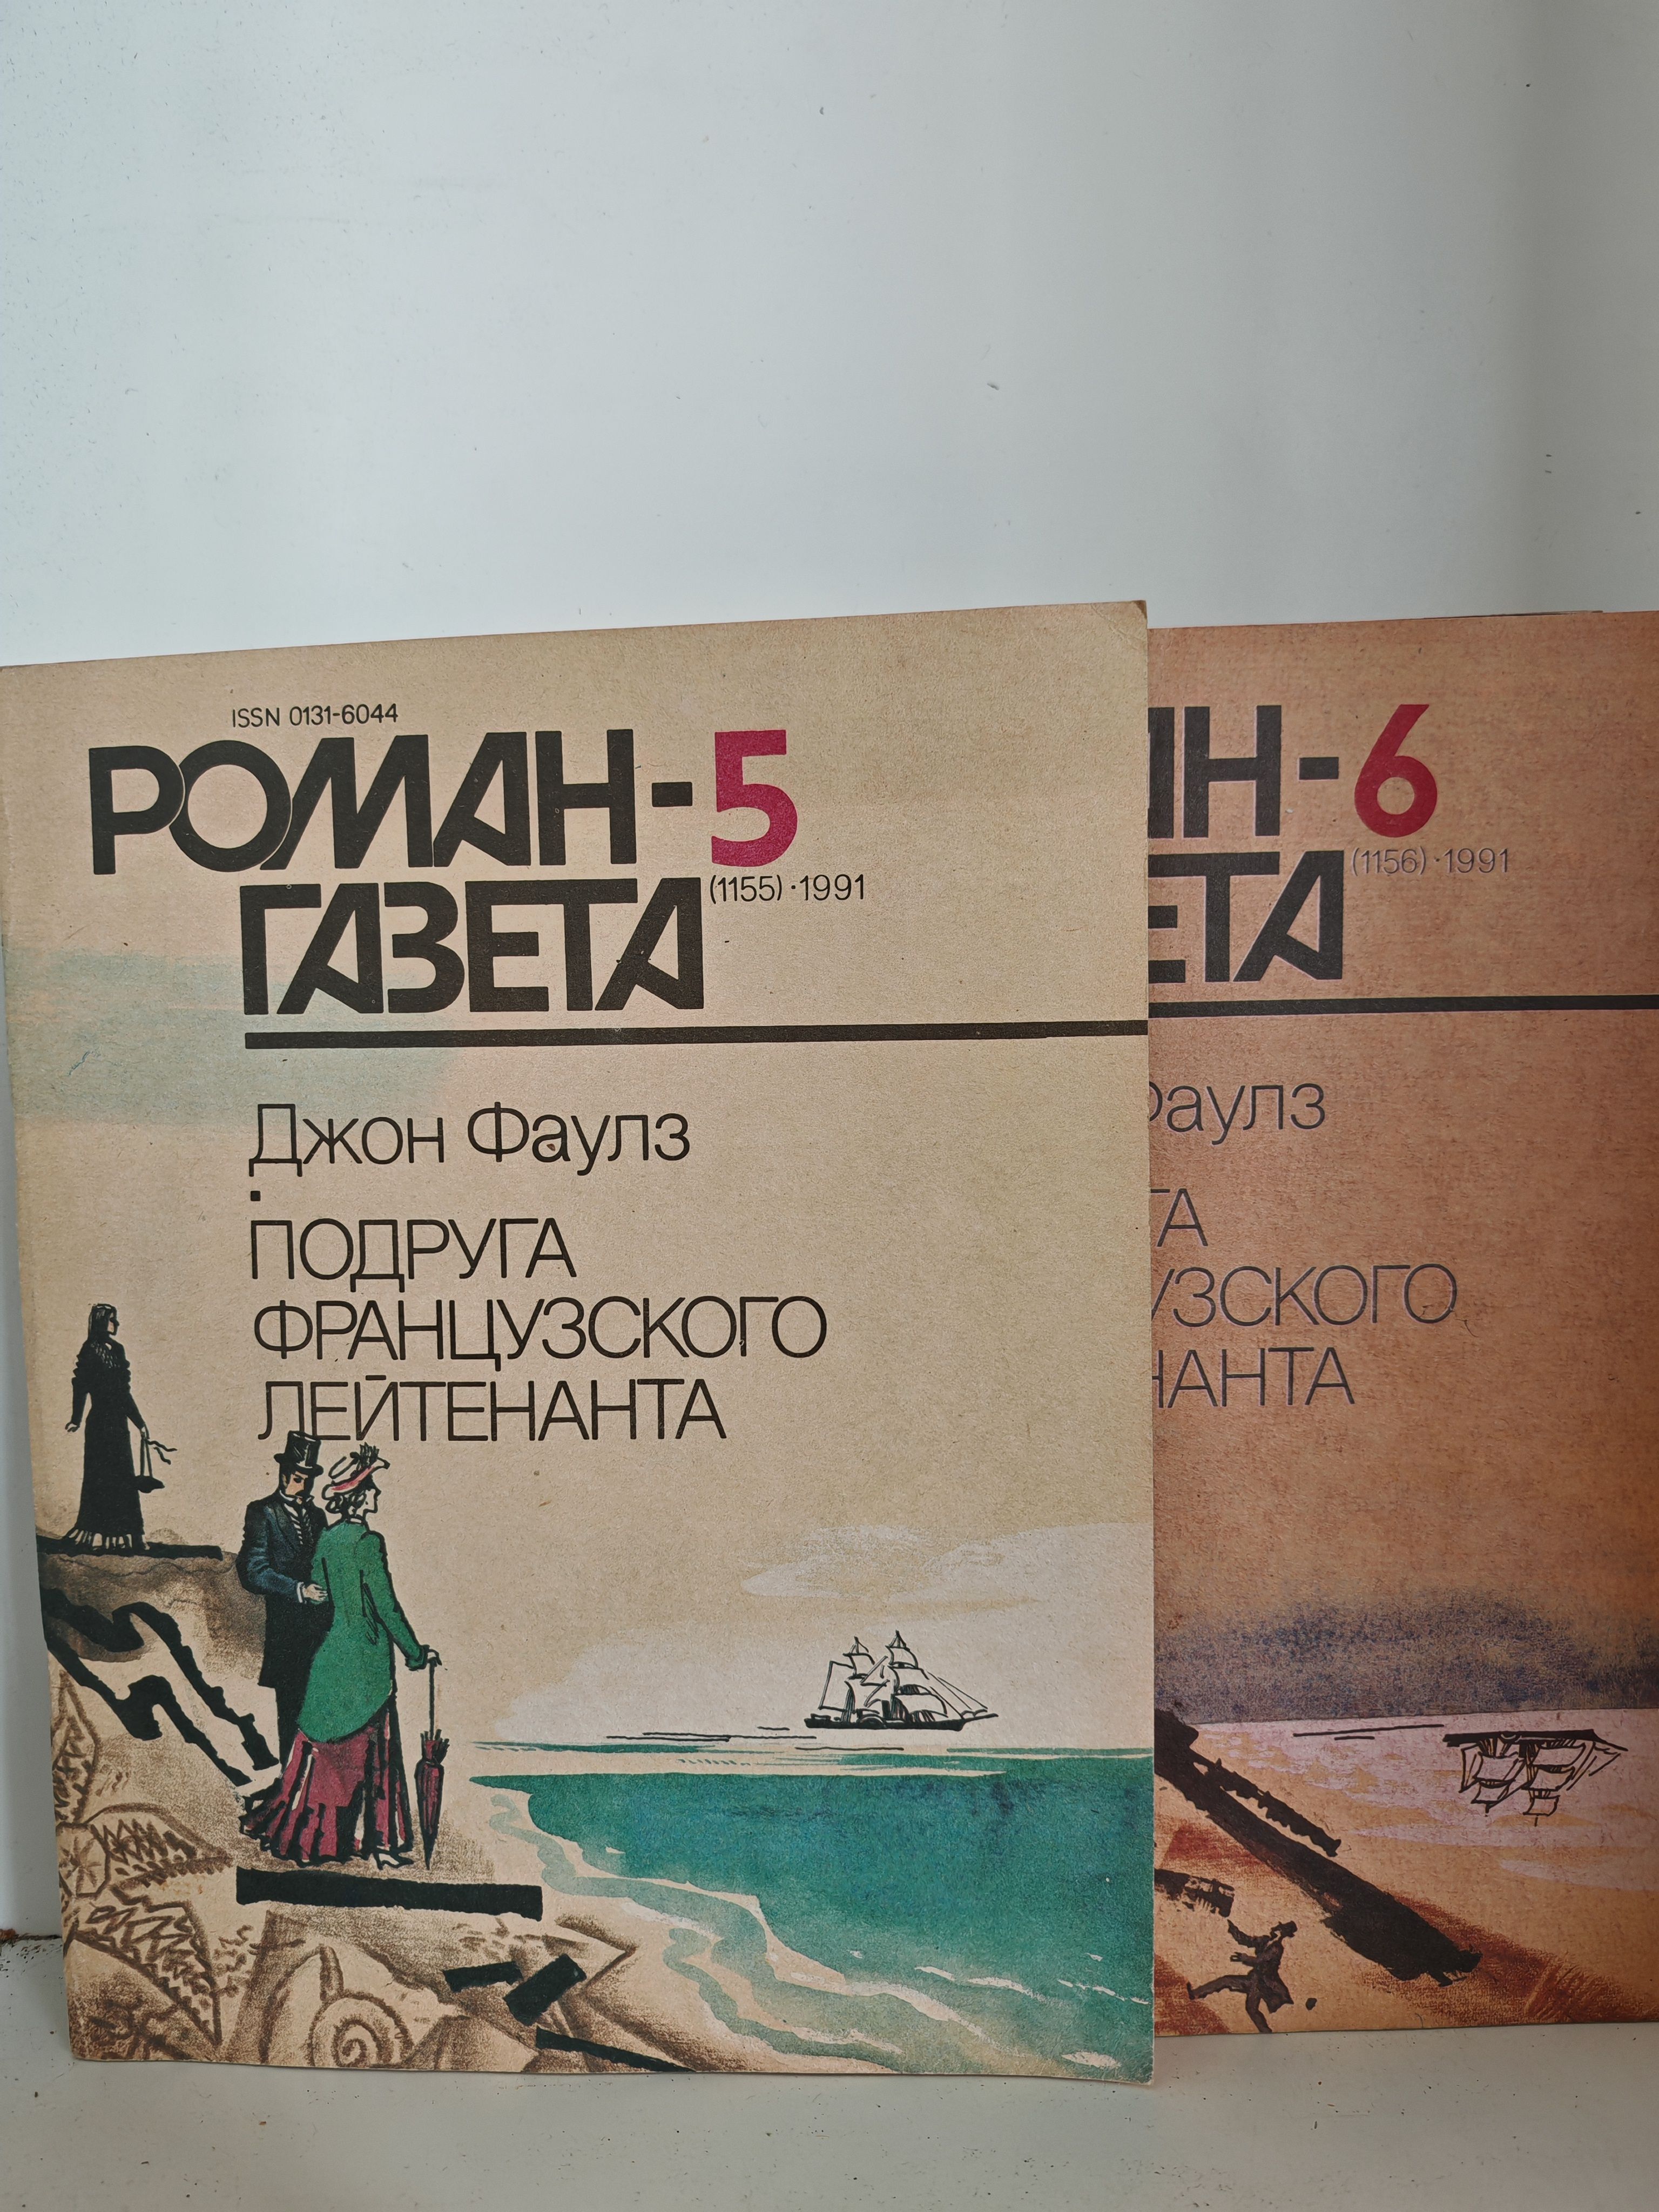 ISSN 0131-6044
РОМАН-5
ГАЗЕТА
(1155)·1991
Джон Фаулз
ПОДРУГА
ФРАНЦУЗСКОГО
ЛЕЙТЕНАНТА
АН-6
ЕТА
(1156)·1991
Фаулз
ГА
УЗСКОГО
НАНТА